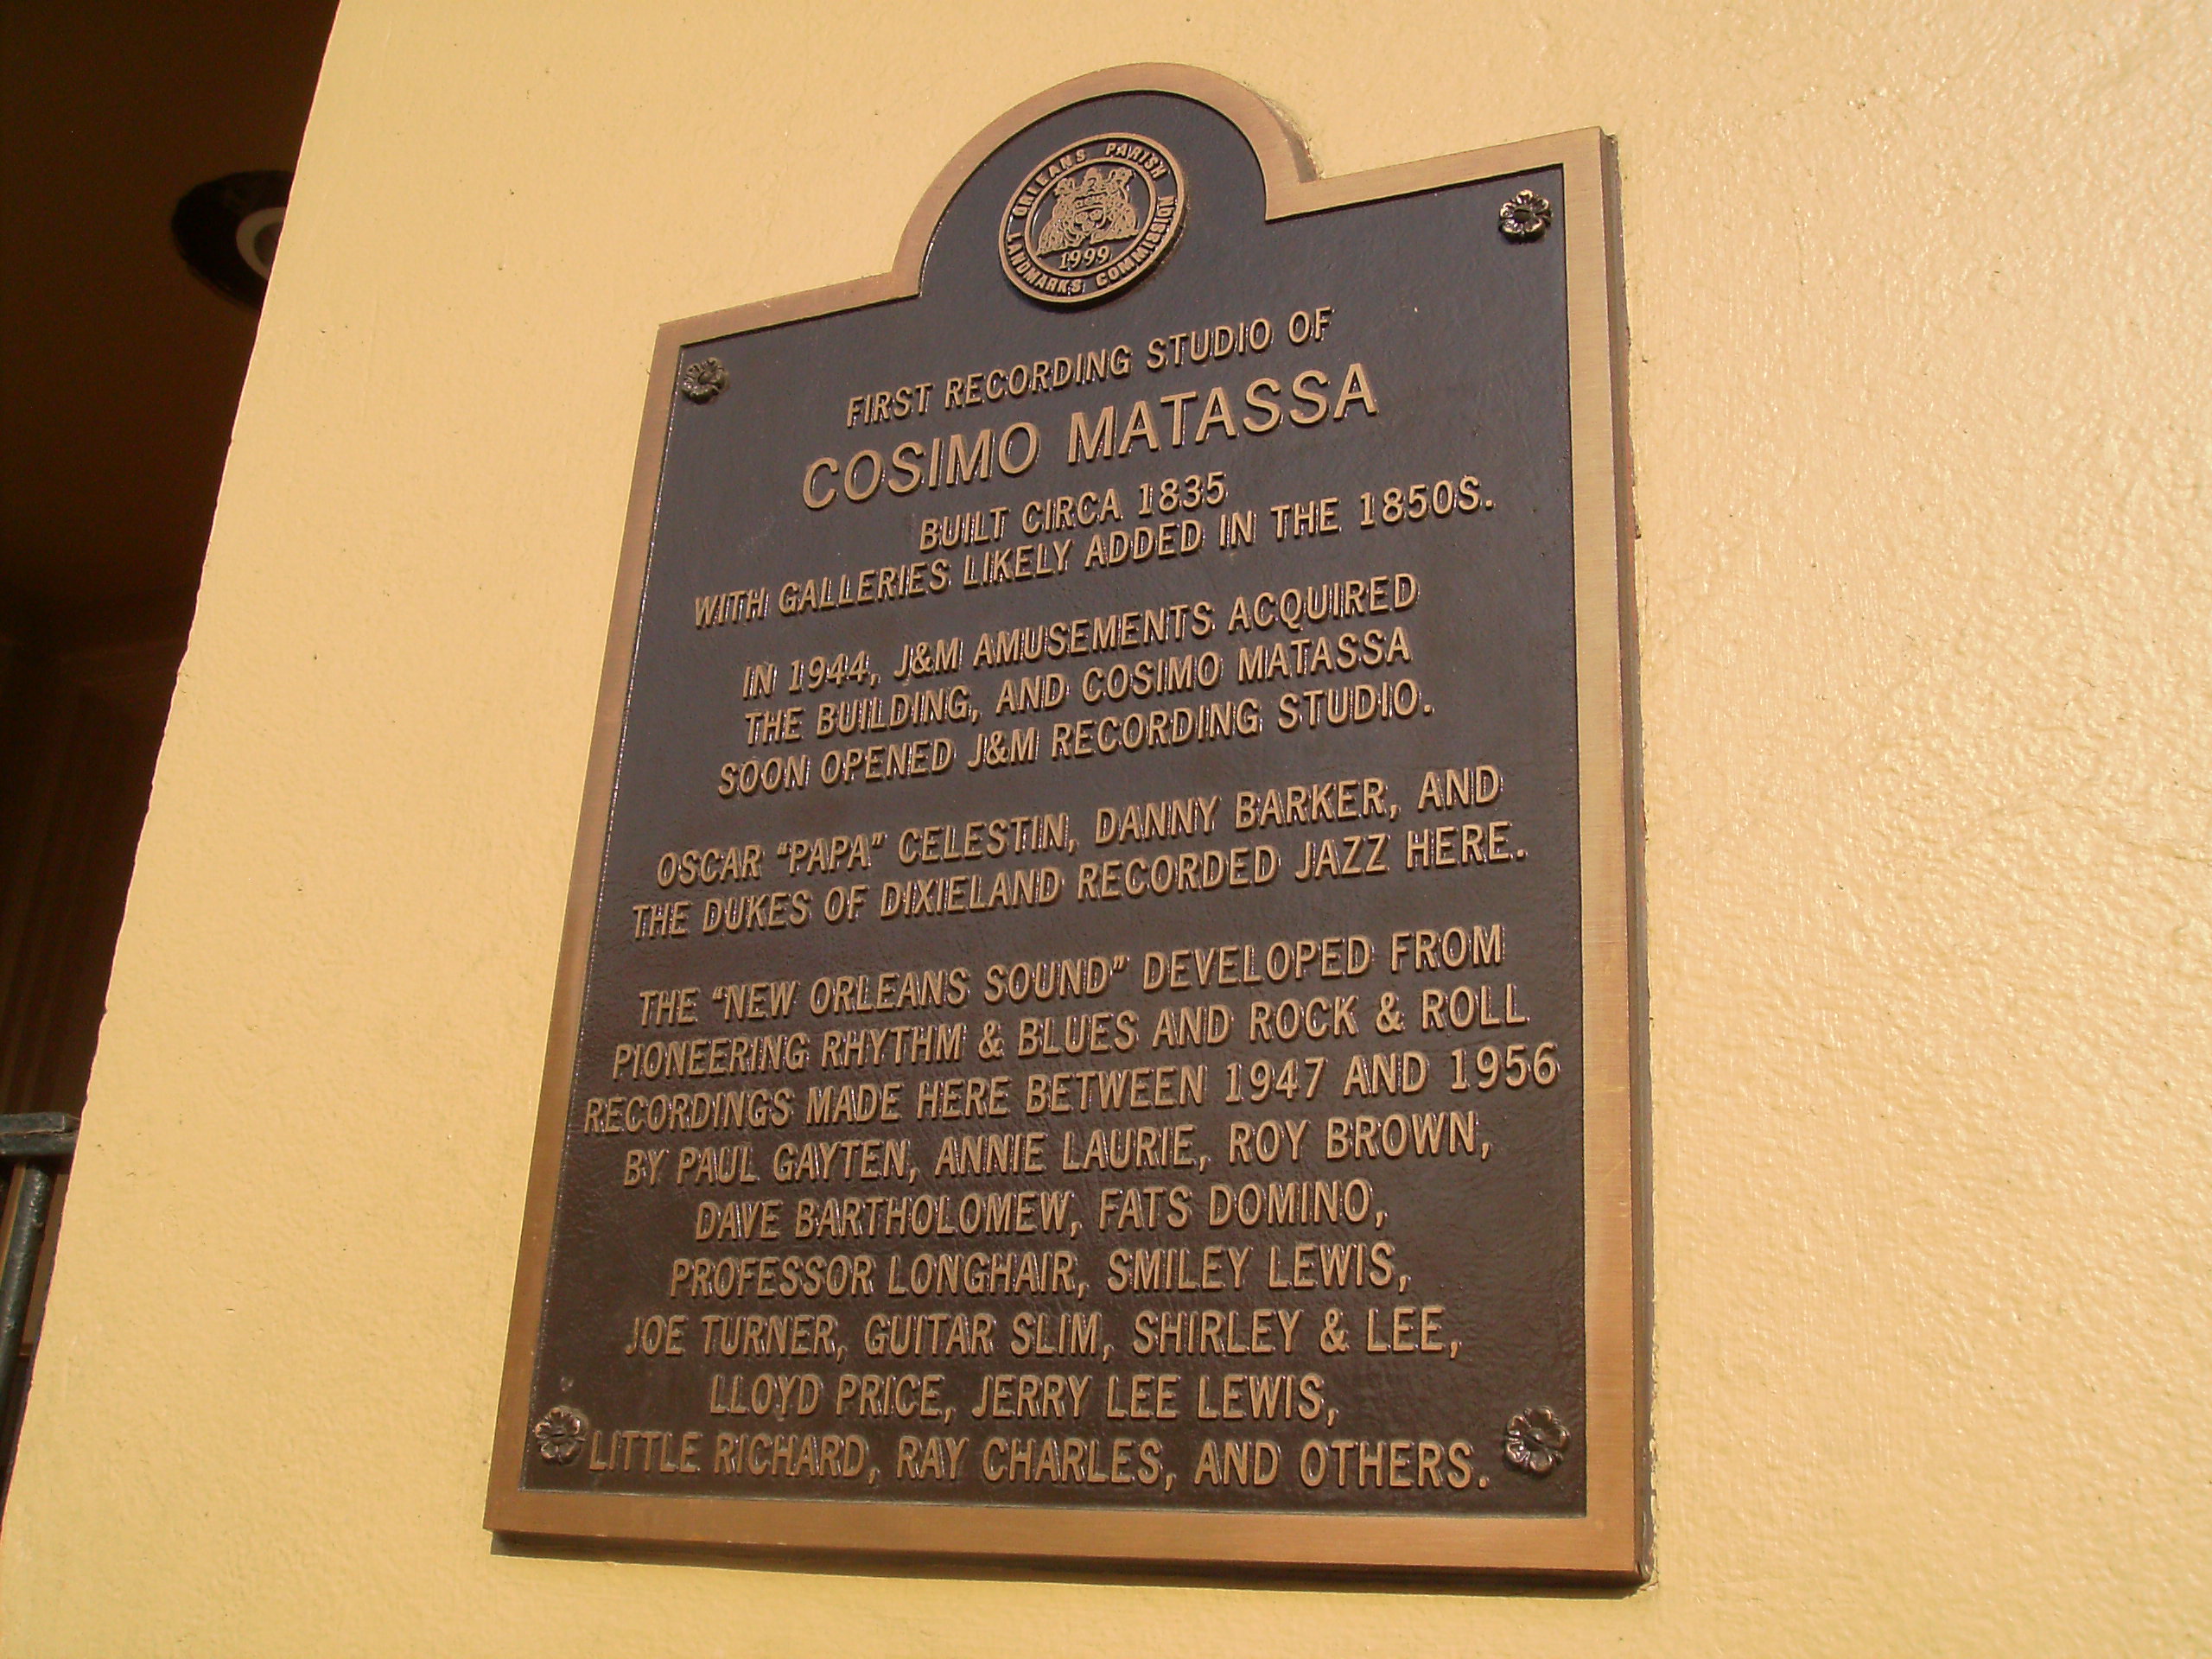 ORLEANS PARISH
LANDMARKS COMMISSION
1999
FIRST RECORDING STUDIO OF
COSIMO MATASSA
BUILT CIRCA 1835
WITH GALLERIES LIKELY ADDED IN THE 1850S.
IN 1944, J&M AMUSEMENTS ACQUIRED
THE BUILDING, AND COSIMO MATASSA
SOON OPENED J&M RECORDING STUDIO.
OSCAR "PAPA" CELESTIN, DANNY BARKER, AND
THE DUKES OF DIXIELAND RECORDED JAZZ HERE.
THE "NEW ORLEANS SOUND" DEVELOPED FROM
PIONEERING RHYTHM & BLUES AND ROCK & ROLL
RECORDINGS MADE HERE BETWEEN 1947 AND 1956
BY PAUL GAYTEN, ANNIE LAURIE, ROY BROWN,
DAVE BARTHOLOMEW, FATS DOMINO,
PROFESSOR LONGHAIR, SMILEY LEWIS,
JOE TURNER, GUITAR SLIM, SHIRLEY & LEE,
LLOYD PRICE, JERRY LEE LEWIS,
LITTLE RICHARD, RAY CHARLES, AND OTHERS.